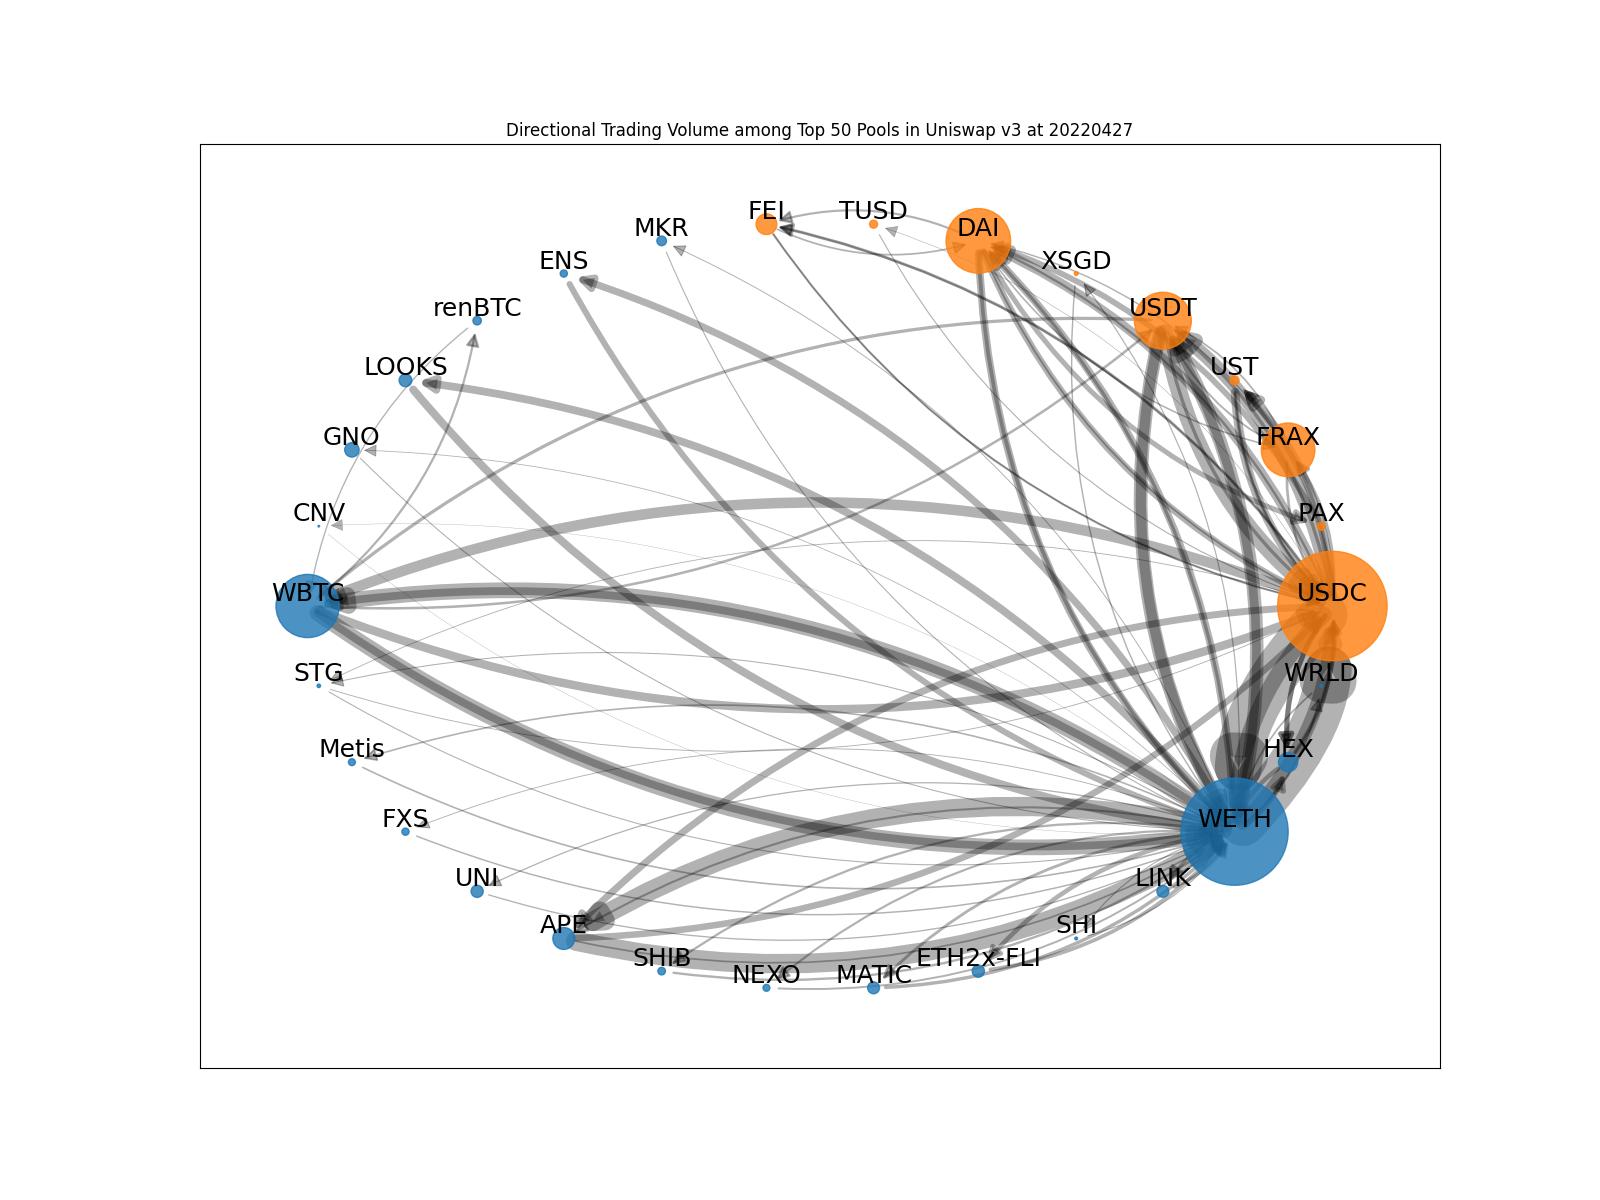 Directional Trading Volume among Top 50 Pools in Uniswap v3 at 20220427
FEI
TUSD
MKR
DAI
ENS
XSGD
renBTC
USDT
LOOKS
UST
GNO
FRAX
CNV
PAX
WBTC
USDC
STG
WRLD
Metis
HEX
FXS
WETH
UNI
LINK
APE
SHI
SHIB
ETH2x-FLI
NEXO
MATIC